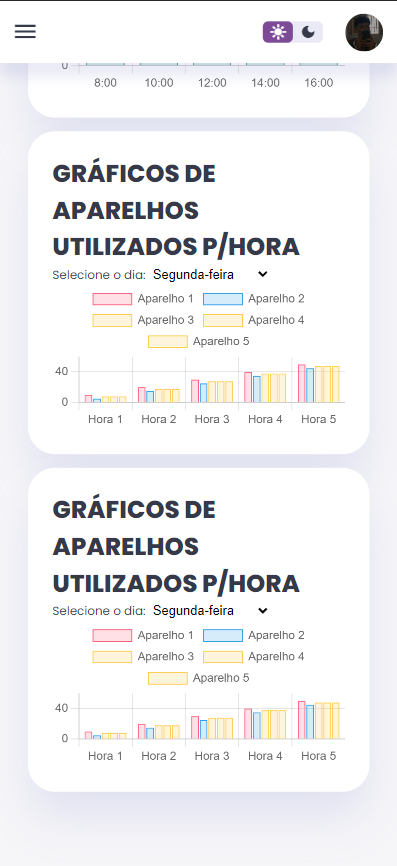 0
8:00 10:00 12:00 14:00 16:00
GRÁFICOS DE
APARELHOS
UTILIZADOS P/HORA
Selecione o dia: Segunda-feira
Aparelho 1 Aparelho 2
Aparelho 3 Aparelho 4
Aparelho 5
40
0
Hora 1 Hora 2 Hora 3 Hora 4 Hora 5
GRÁFICOS DE
APARELHOS
UTILIZADOS P/HORA
Selecione o dia: Segunda-feira
Aparelho 1 Aparelho 2
Aparelho 3 Aparelho 4
Aparelho 5
40
0
Hora 1 Hora 2 Hora 3 Hora 4 Hora 5